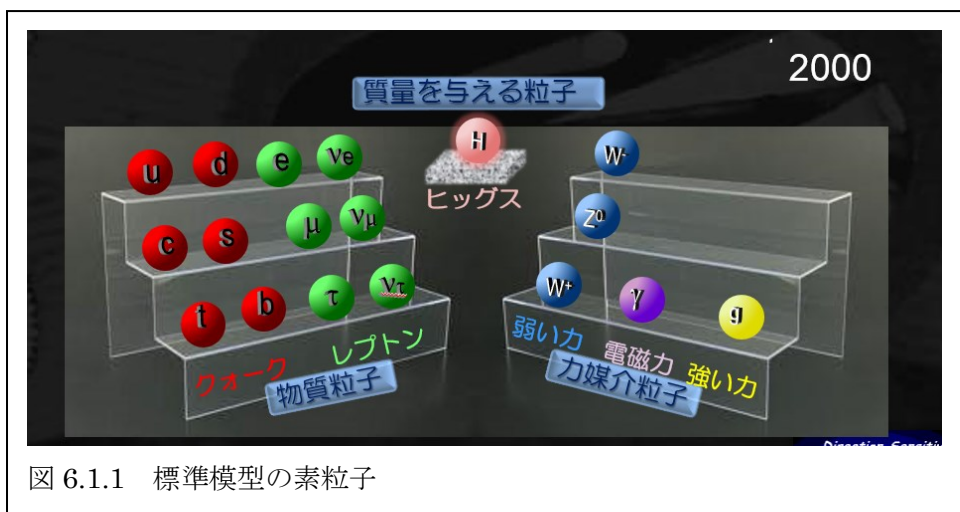 2000
質量を与える粒子
H
ヒッグス
u d e νe
c s μ νμ
t b τ ντ
クォーク
レプトン
物質粒子
W-
Z0
W+ γ g
弱い力
電磁力
強い力
力媒介粒子
図 6.1.1 標準模型の素粒子